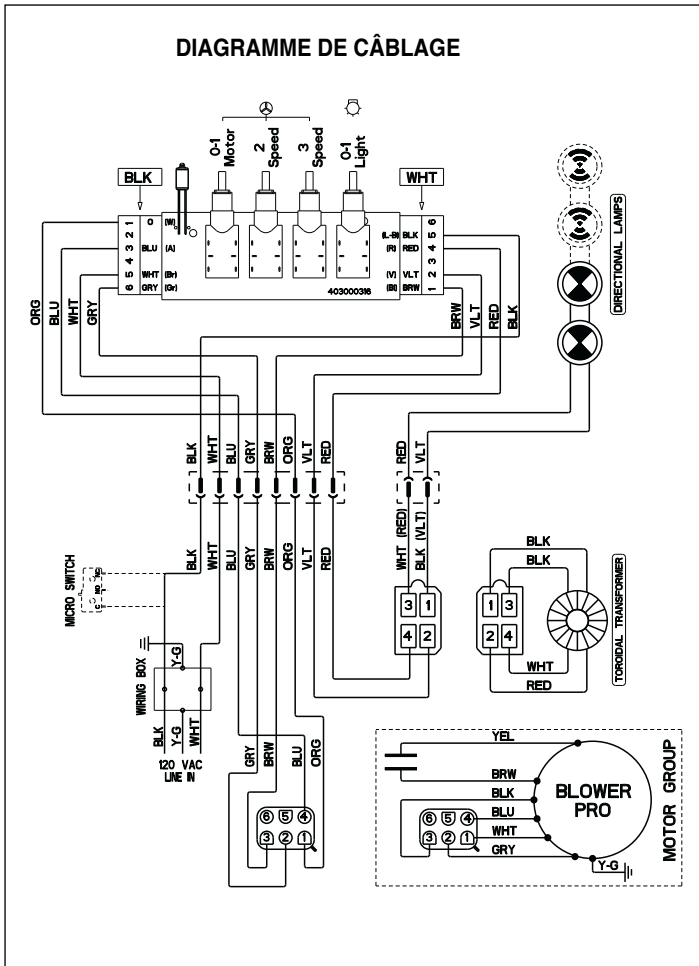 DIAGRAMME DE CÂBLAGE
0-1
Motor
2
Speed
3
Speed
0-1
Light
BLK
WHT
1 O (W)
2
3 BLU (A)
4
5 WHT (Br)
6 GRY (Gr)
6
(L-B) BLK 5
(R) RED 4
3
(V) VLT 2
(Bl) BRW 1
403000316
ORG
BLU
WHT
GRY
BRW
VLT
RED
BLK
DIRECTIONAL LAMPS
BLK
WHT
BLU
GRY
BRW
ORG
VLT
RED
RED
VLT
BLK
WHT
BLU
GRY
BRW
ORG
VLT
RED
WHT (RED)
BLK (VLT)
MICRO SWITCH
C NO NC
WIRING BOX
Y-G
BLK
Y-G
WHT
120 VAC
LINE IN
3 1
4 2
BLK
BLK
1 3
2 4
WHT
RED
TOROIDAL TRANSFORMER
GRY
BRW
BLU
ORG
6 5 4
3 2 1
YEL
BRW
BLK
BLU
WHT
GRY
6 5 4
3 2 1
BLOWER
PRO
Y-G
MOTOR GROUP